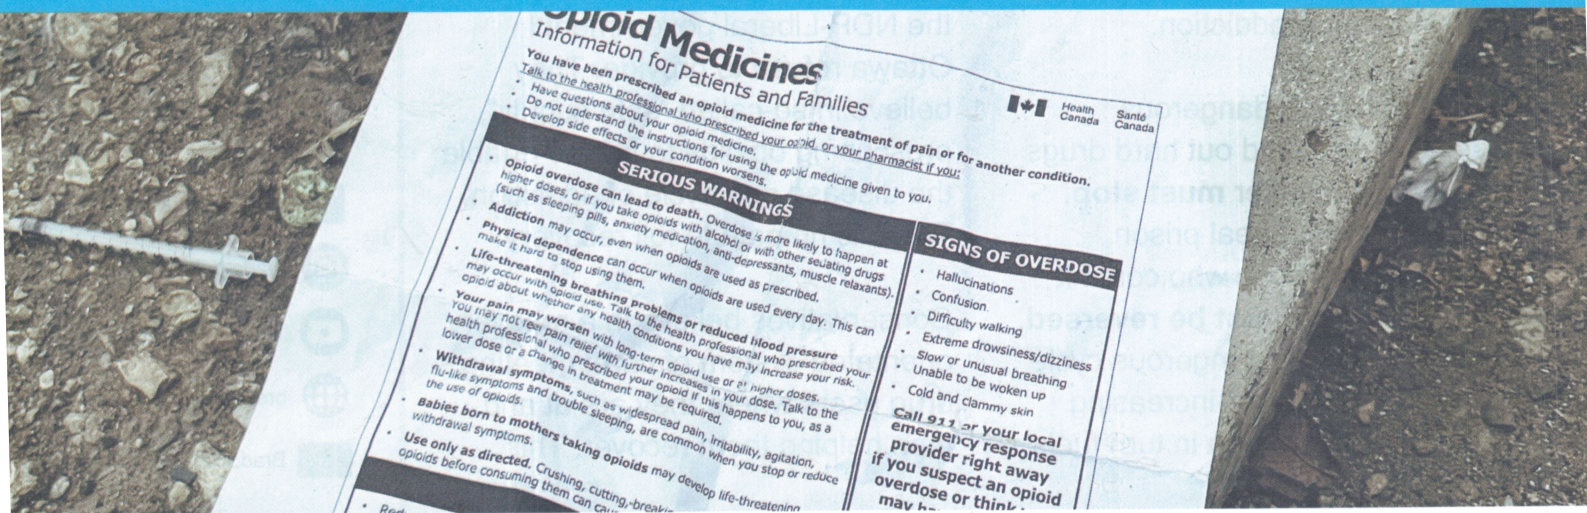 Opioid Medicines
Information for Patients and Families
You have been prescribed an opioid medicine for the treatment of pain or for another condition.
Talk to the health professional who prescribed your opioid, or your pharmacist if you:
· Have questions about your opioid medicine.
· Do not understand the instructions for using the opioid medicine given to you.
· Develop side effects or your condition worsens.
Health Canada
Santé Canada
SERIOUS WARNINGS
· Opioid overdose can lead to death. Overdose is more likely to happen at
higher doses, or if you take opioids with alcohol or with other sedating drugs
(such as sleeping pills, anxiety medication, anti-depressants, muscle relaxants).
· Addiction may occur, even when opioids are used as prescribed.
· Physical dependence can occur when opioids are used every day. This can
make it hard to stop using them.
· Life-threatening breathing problems or reduced blood pressure
may occur with opioid use. Talk to the health professional who prescribed your
opioid about whether any health conditions you have may increase your risk.
· Your pain may worsen with long-term opioid use or at higher doses.
You may not feel pain relief with further increases in your dose. Talk to the
health professional who prescribed your opioid if this happens to you, as a
lower dose or a change in treatment may be required.
· Withdrawal symptoms, such as widespread pain, irritability, agitation,
flu-like symptoms and trouble sleeping, are common when you stop or reduce
the use of opioids.
· Babies born to mothers taking opioids may develop life-threatening
withdrawal symptoms.
· Use only as directed. Crushing, cutting, breaking
opioids before consuming them can
SIGNS OF OVERDOSE
· Hallucinations
· Confusion
· Difficulty walking
· Extreme drowsiness/dizziness
· Slow or unusual breathing
· Unable to be woken up
· Cold and clammy skin
Call 911 or your local
emergency response
provider right away
if you suspect an opioid
overdose or think
may